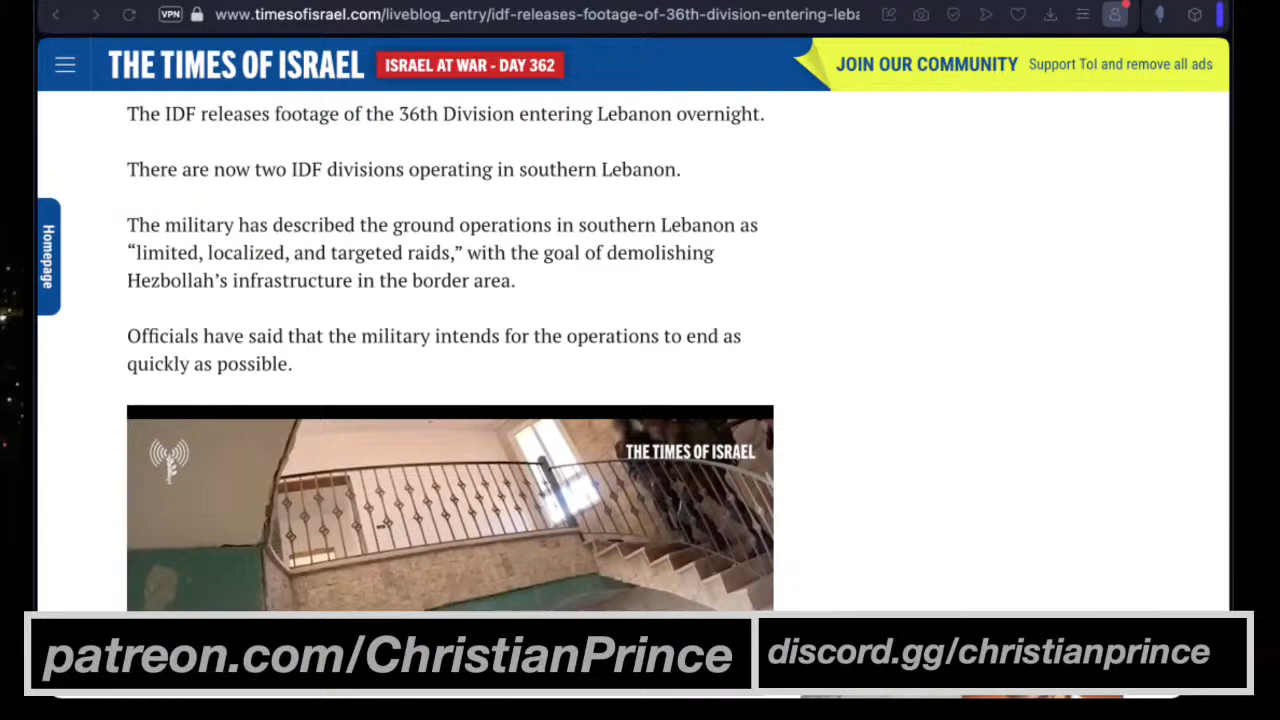 VPN www.timesofisrael.com/liveblog_entry/idf-releases-footage-of-36th-division-entering-leba
THE TIMES OF ISRAEL ISRAEL AT WAR - DAY 362 JOIN OUR COMMUNITY Support ToI and remove all ads
The IDF releases footage of the 36th Division entering Lebanon overnight.
There are now two IDF divisions operating in southern Lebanon.
Homepage
The military has described the ground operations in southern Lebanon as
“limited, localized, and targeted raids,” with the goal of demolishing
Hezbollah’s infrastructure in the border area.
Officials have said that the military intends for the operations to end as
quickly as possible.
THE TIMES OF ISRAEL
patreon.com/ChristianPrince discord.gg/christianprince